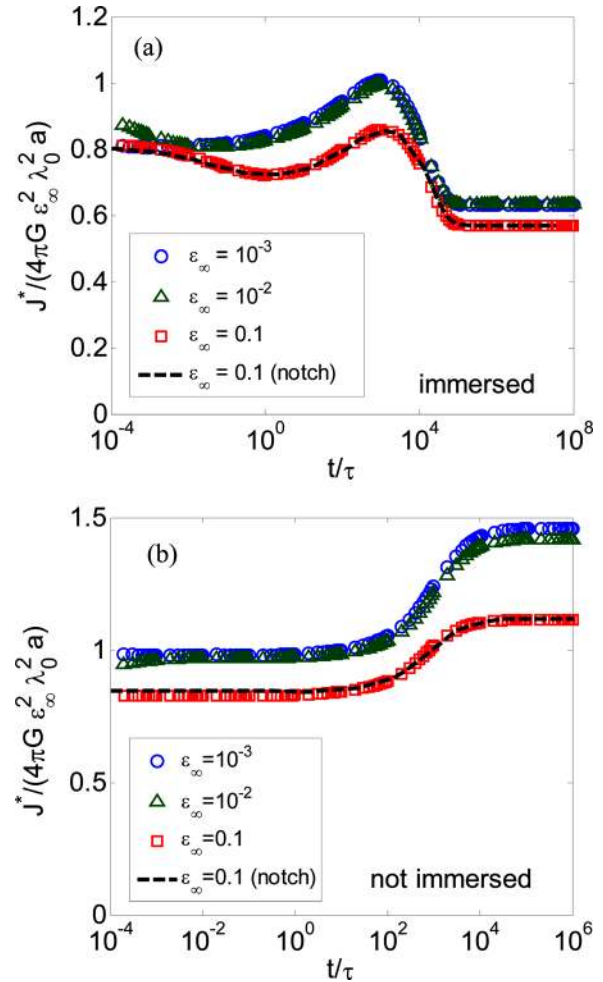 (a)
1.2
1
0.8
0.6
0.4
0.2
0
J*/(4πG ε∞² λ₀² a)
ε∞ = 10⁻³
ε∞ = 10⁻²
ε∞ = 0.1
ε∞ = 0.1 (notch)
immersed
10⁻⁴ 10⁰ 10⁴ 10⁸
t/τ
(b)
1.5
1
0.5
0
J*/(4πG ε∞² λ₀² a)
ε∞=10⁻³
ε∞=10⁻²
ε∞=0.1
ε∞=0.1 (notch)
not immersed
10⁻⁴ 10⁻² 10⁰ 10² 10⁴ 10⁶
t/τ